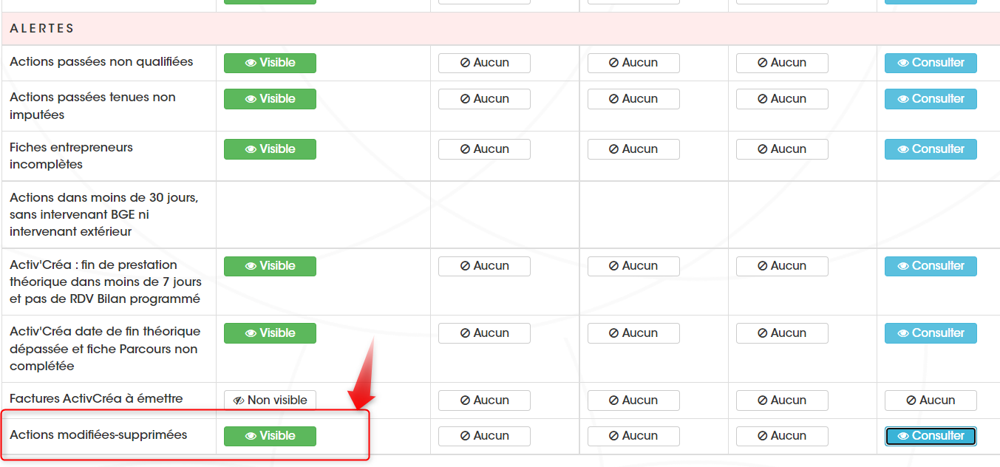 ALERTES
Actions passées non qualifiées Visible Aucun Aucun Aucun Consulter
Actions passées tenues non Visible Aucun Aucun Aucun Consulter
imputées
Fiches entrepreneurs Visible Aucun Aucun Aucun Consulter
incomplètes
Actions dans moins de 30 jours,
sans intervenant BGE ni
intervenant extérieur
Activ'Créa : fin de prestation Visible Aucun Aucun Aucun Consulter
théorique dans moins de 7 jours
et pas de RDV Bilan programmé
Activ'Créa date de fin théorique Visible Aucun Aucun Aucun Consulter
dépassée et fiche Parcours non
complétée
Factures ActivCréa à émettre Non visible Aucun Aucun Aucun Aucun
Actions modifiées-supprimées Visible Aucun Aucun Aucun Consulter